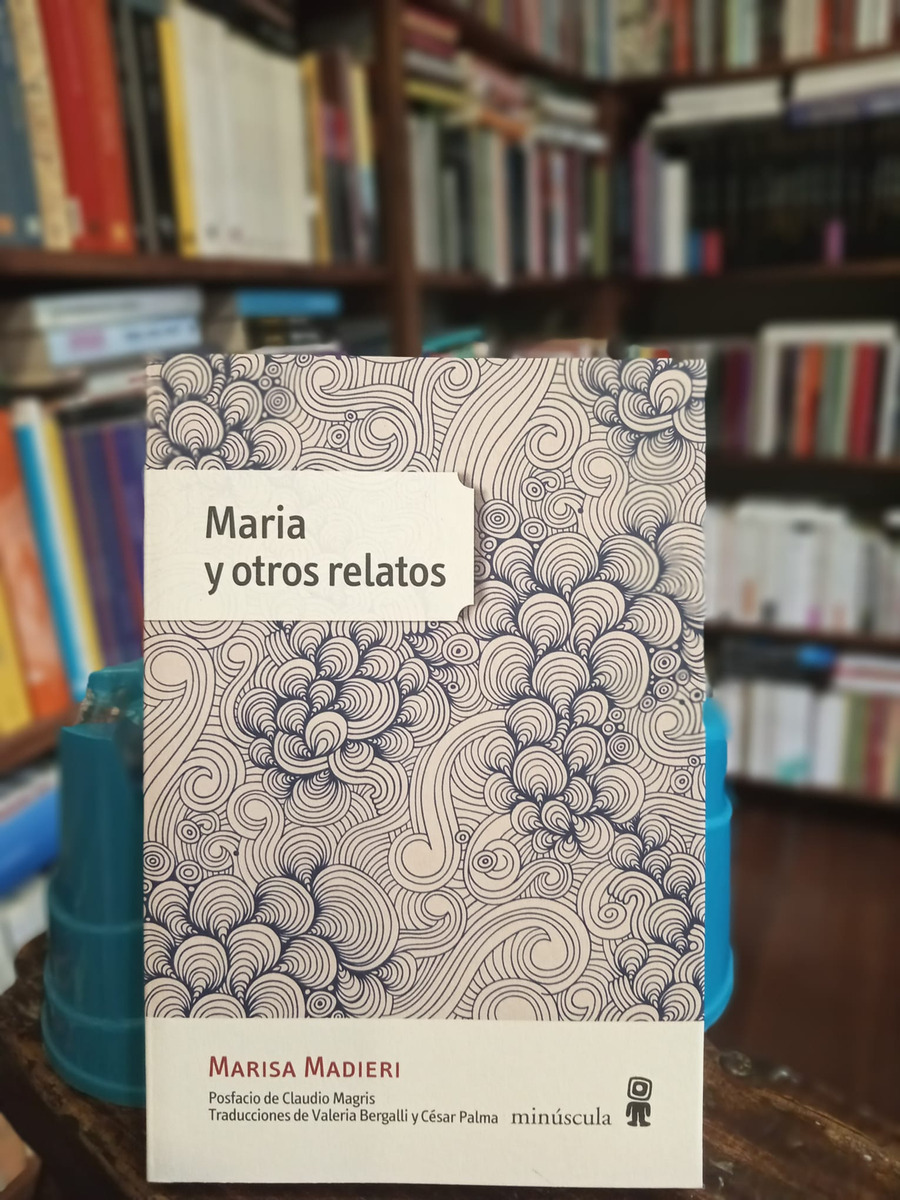 Maria
y otros relatos
MARISA MADIERI
Posfacio de Claudio Magris
Traducciones de Valeria Bergalli y César Palma
minúscula